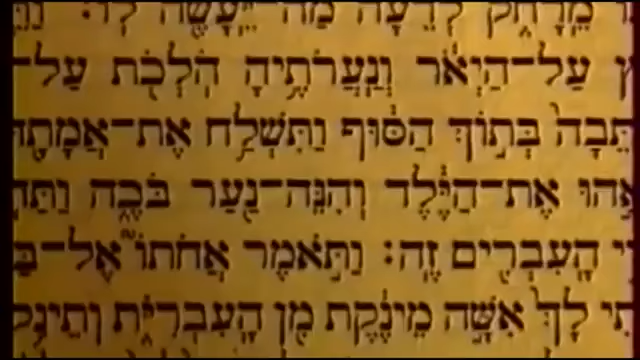 מֵרָחֹק לְדֵעָה מַה־יֵּעָשֶׂה לוֹ׃
עַל־הַיְאֹר וְנַעֲרֹתֶיהָ הֹלְכֹת עַל־
בְּתוֹךְ הַסּוּף וַתִּשְׁלַח אֶת־אֲמָתָהּ
אֶת־הַיֶּלֶד וְהִנֵּה־נַעַר בֹּכֶה
הָעִבְרִים זֶה׃ וַתֹּאמֶר אֲחֹתוֹ אֶל־
לָךְ אִשָּׁה מֵינֶקֶת מִן הָעִבְרִיֹּת